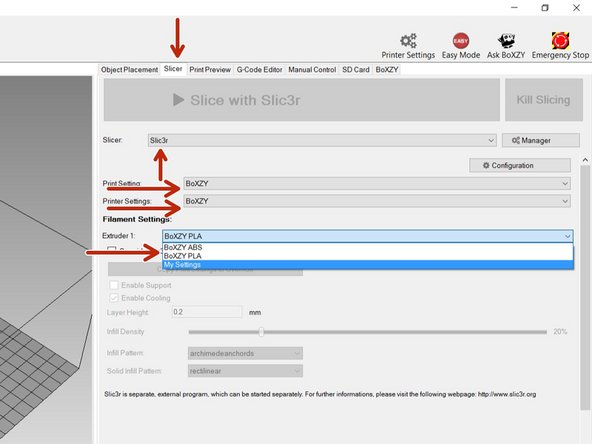 Printer Settings Easy Mode Ask BoXZY Emergency Stop
EASY
Object Placement Slicer Print Preview G-Code Editor Manual Control SD Card BoXZY
Slice with Slic3r Kill Slicing
Slicer: Slic3r Manager
Configuration
Print Setting: BoXZY
Printer Settings: BoXZY
Filament Settings:
Extruder 1: BoXZY PLA
BoXZY ABS
BoXZY PLA
My Settings
Enable Support
Enable Cooling
Layer Height: 0.2 mm
Infill Density 20%
Infill Pattern: archimedeanchords
Solid Infill Pattern: rectilinear
Slic3r is separate, external program, which can be started separately. For further informations, please visit the following webpage: http://www.slic3r.org